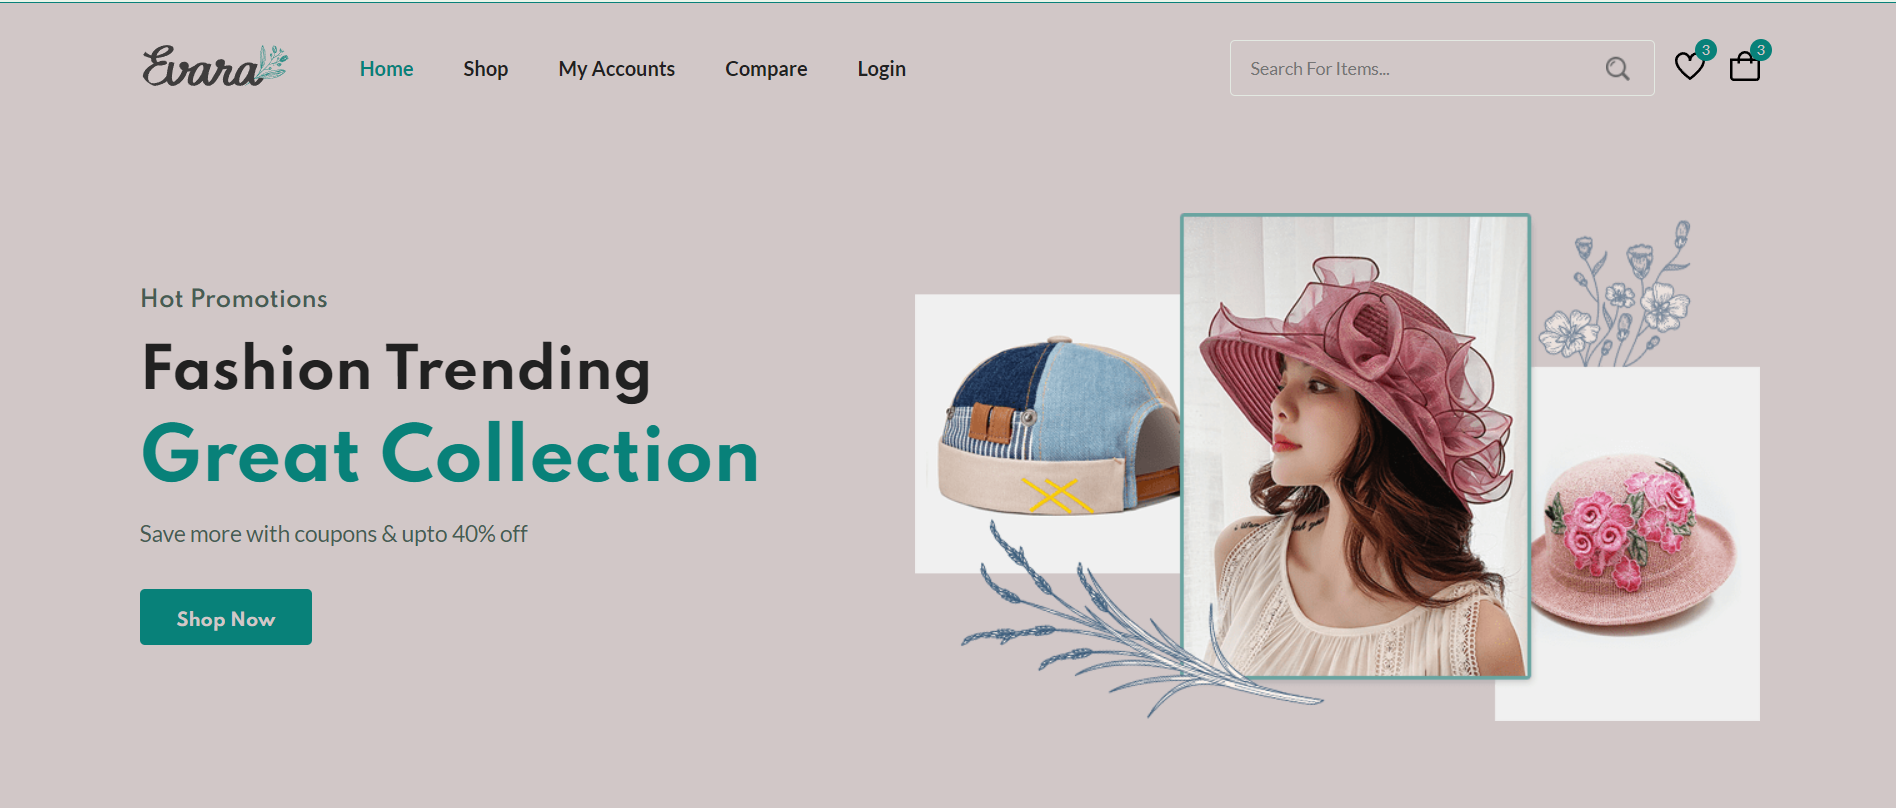 Evara
Home Shop My Accounts Compare Login
Search For Items...
3
3
Hot Promotions
Fashion Trending
Great Collection
Save more with coupons & upto 40% off
Shop Now